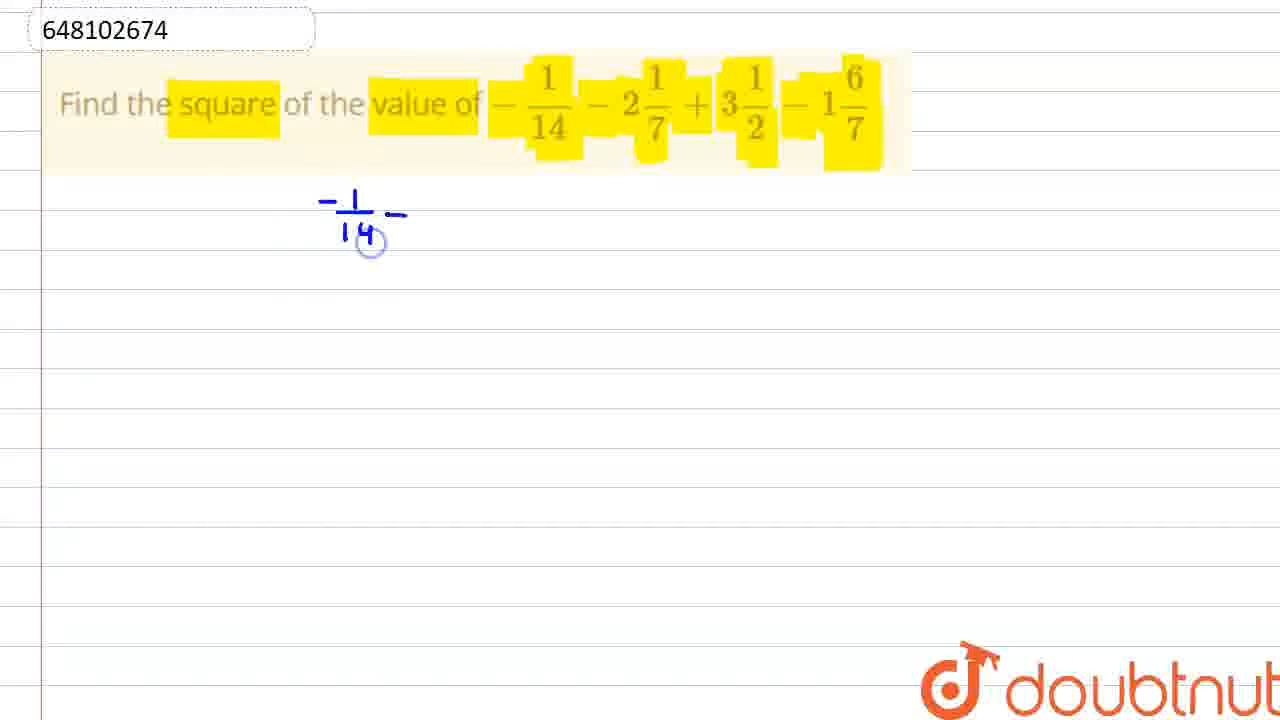 648102674
Find the square of the value of −1/14 − 2 1/7 + 3 1/2 − 1 6/7
−1/14 −
doubtnut